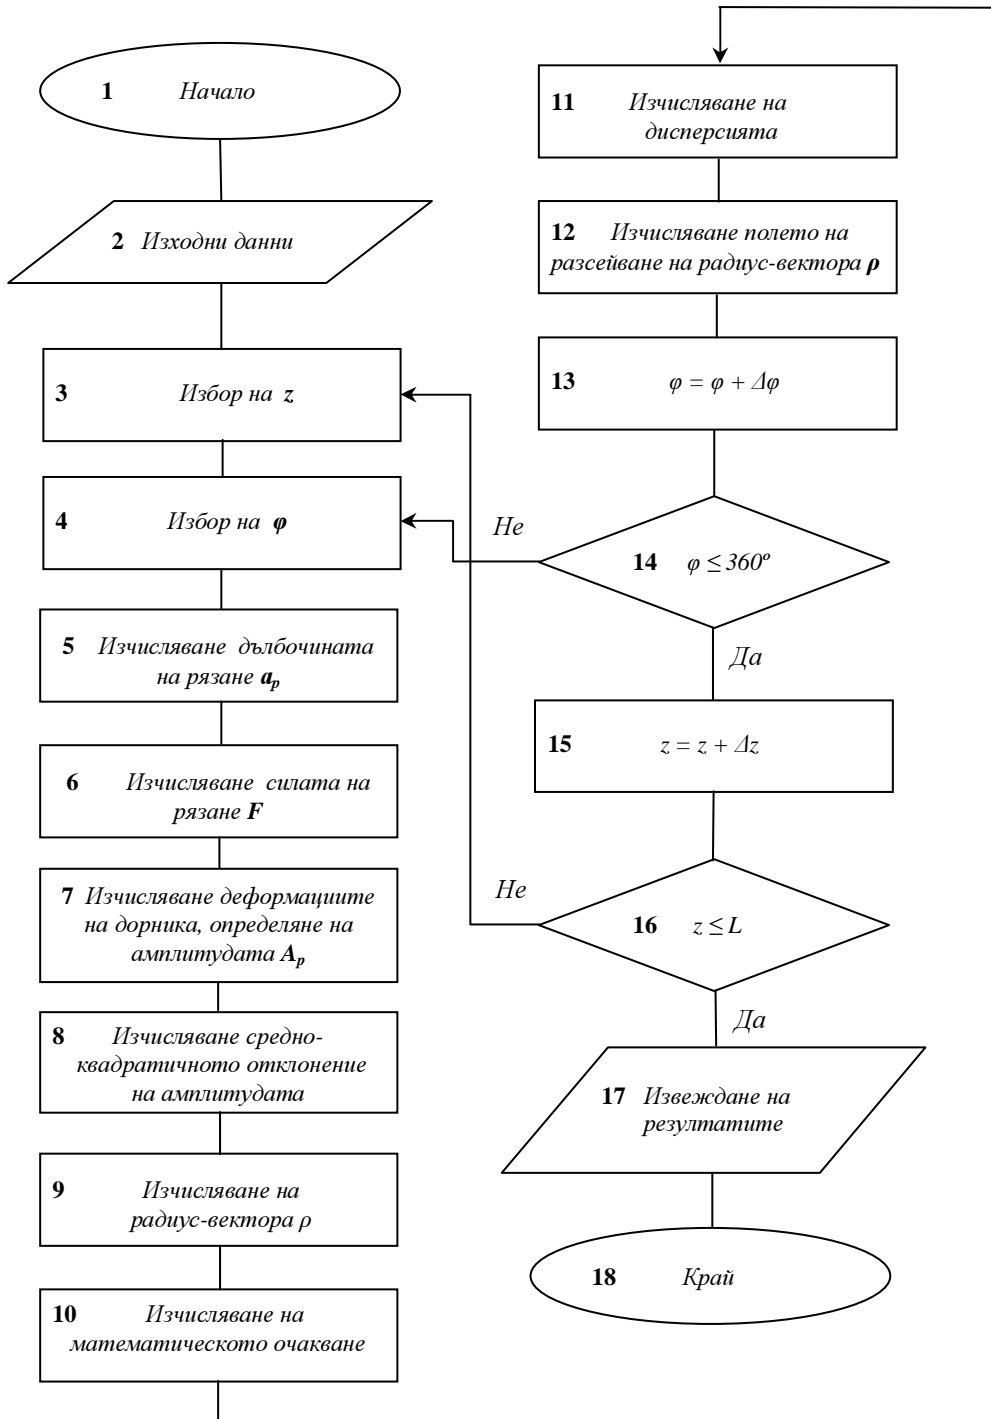 1 Начало
2 Изходни данни
3 Избор на z
4 Избор на φ
5 Изчисляване дълбочината
на рязане aₚ
6 Изчисляване силата на
рязане F
7 Изчисляване деформациите
на дорника, определяне на
амплитудата Aₚ
8 Изчисляване средно-
квадратичното отклонение
на амплитудата
9 Изчисляване на
радиус-вектора ρ
10 Изчисляване на
математическото очакване
11 Изчисляване на
дисперсията
12 Изчисляване полето на
разсейване на радиус-вектора ρ
13 φ = φ + Δφ
Не
14 φ ≤ 360º
Да
15 z = z + Δz
Не
16 z ≤ L
Да
17 Извеждане на
резултатите
18 Край